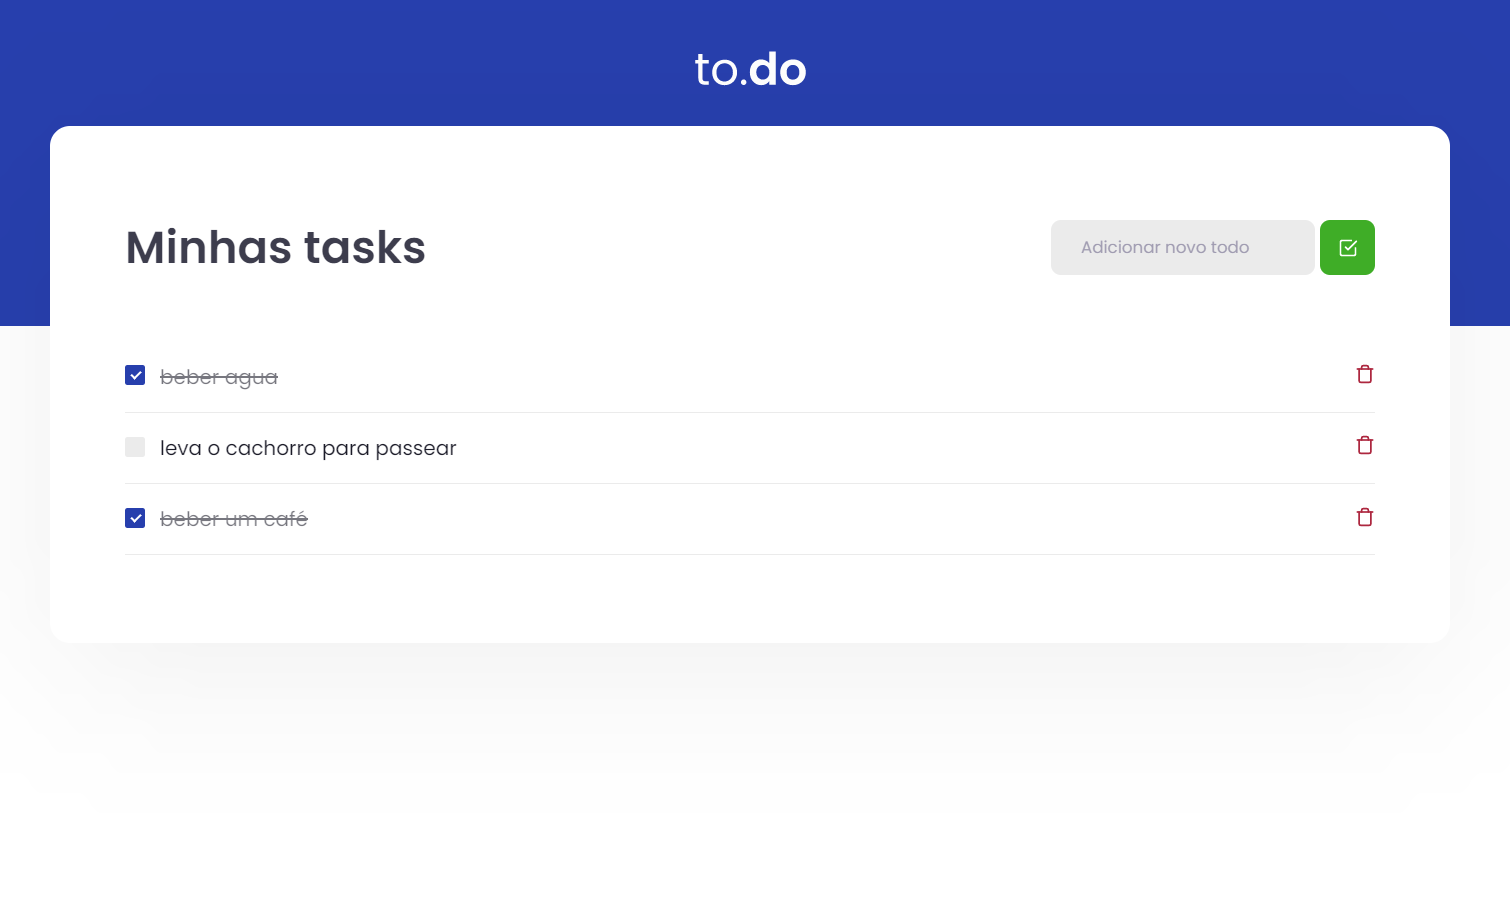 to.do
Minhas tasks
Adicionar novo todo
beber agua
leva o cachorro para passear
beber um café